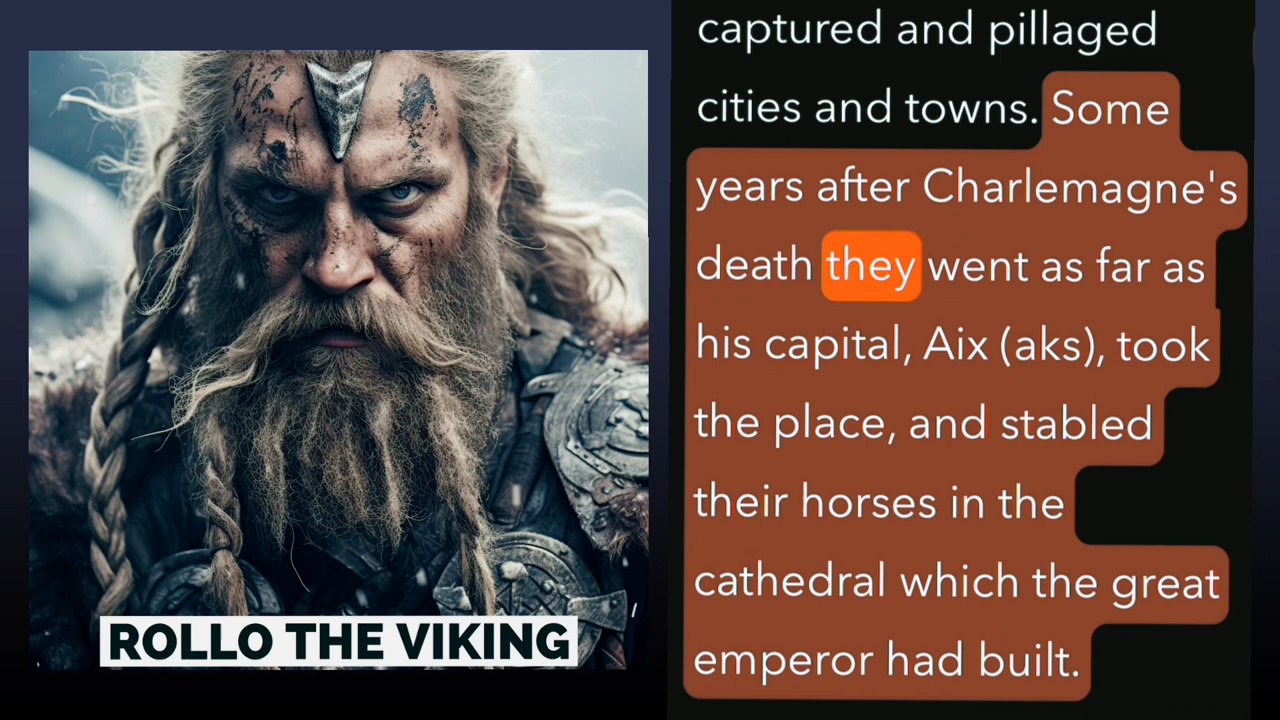 ROLLO THE VIKING
captured and pillaged
cities and towns. Some
years after Charlemagne's
death they went as far as
his capital, Aix (aks), took
the place, and stabled
their horses in the
cathedral which the great
emperor had built.